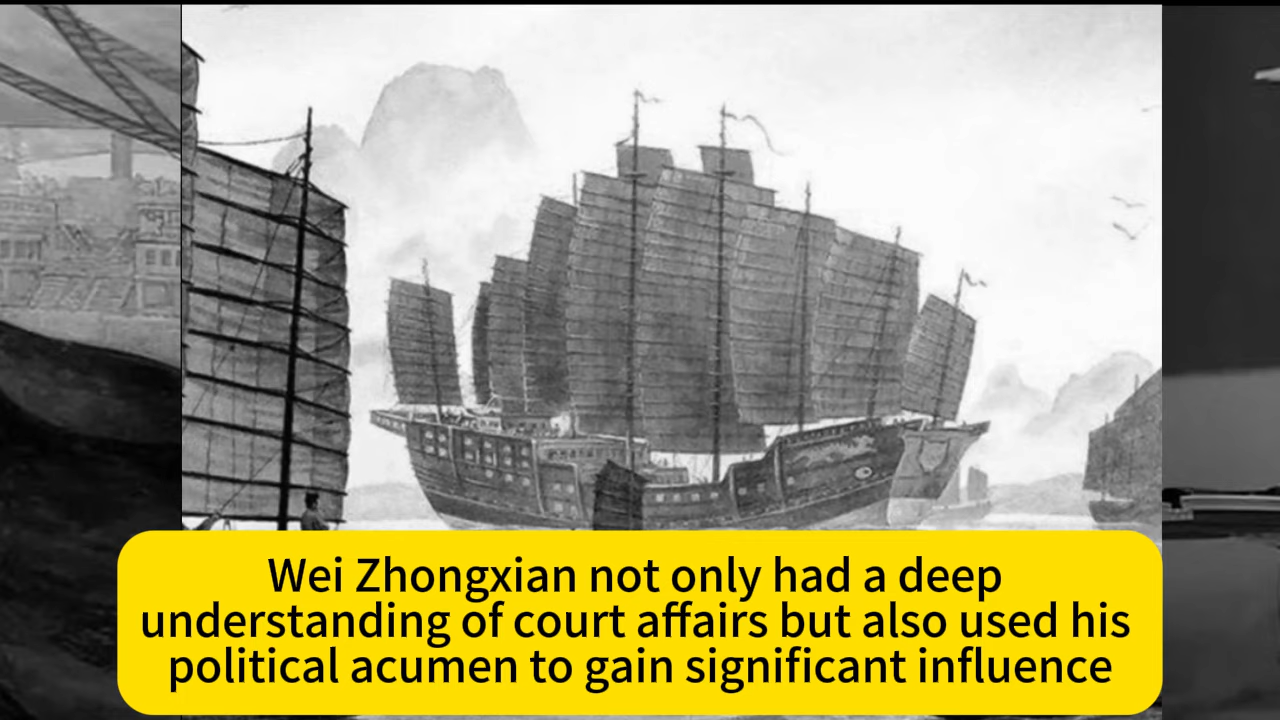 Wei Zhongxian not only had a deep
understanding of court affairs but also used his
political acumen to gain significant influence